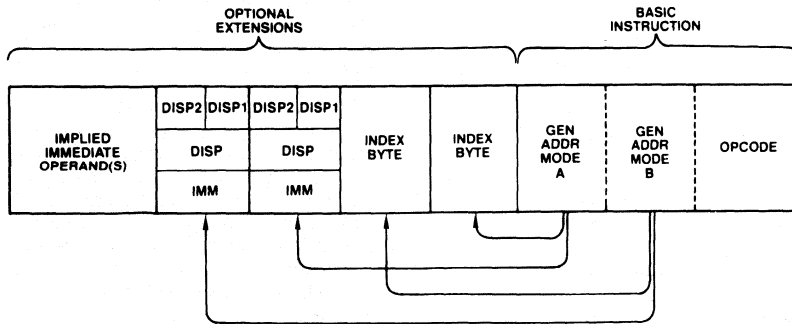 OPTIONAL
EXTENSIONS
BASIC
INSTRUCTION
IMPLIED
IMMEDIATE
OPERAND(S)
DISP2 DISP1
DISP
IMM
DISP2 DISP1
DISP
IMM
INDEX
BYTE
INDEX
BYTE
GEN
ADDR
MODE
A
GEN
ADDR
MODE
B
OPCODE